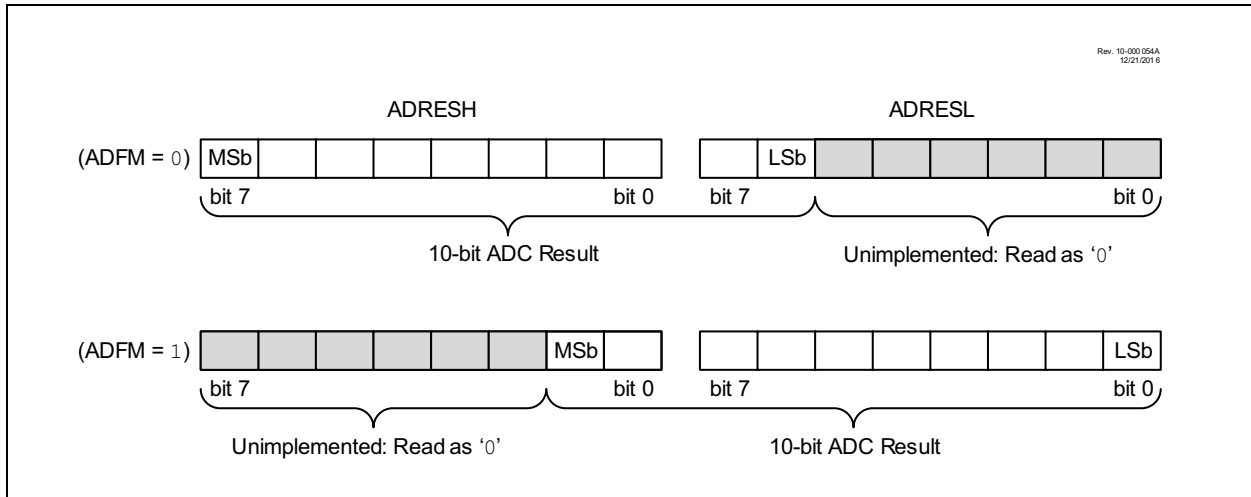 Rev. 10-000 054A
12/21/201 6
ADRESH ADRESL
(ADFM = 0) MSb LSb
bit 7 bit 0 bit 7 bit 0
10-bit ADC Result Unimplemented: Read as ‘0’
(ADFM = 1) MSb LSb
bit 7 bit 0 bit 7 bit 0
Unimplemented: Read as ‘0’ 10-bit ADC Result